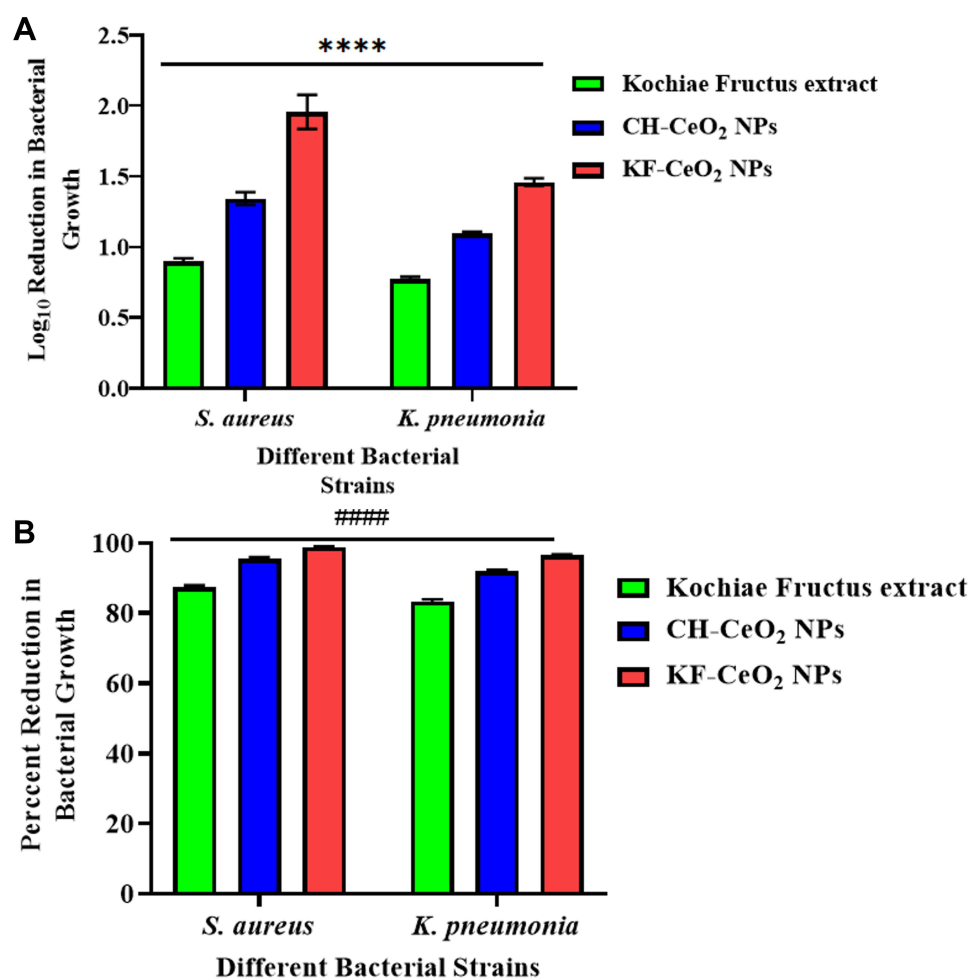 A
2.5
2.0
1.5
1.0
0.5
0.0
Log10 Reduction in Bacterial
Growth
****
Kochiae Fructus extract
CH-CeO2 NPs
KF-CeO2 NPs
S. aureus
K. pneumonia
Different Bacterial
Strains
B
####
100
80
60
40
20
0
Perccent Reduction in
Bacterial Growth
Kochiae Fructus extract
CH-CeO2 NPs
KF-CeO2 NPs
S. aureus
K. pneumonia
Different Bacterial Strains